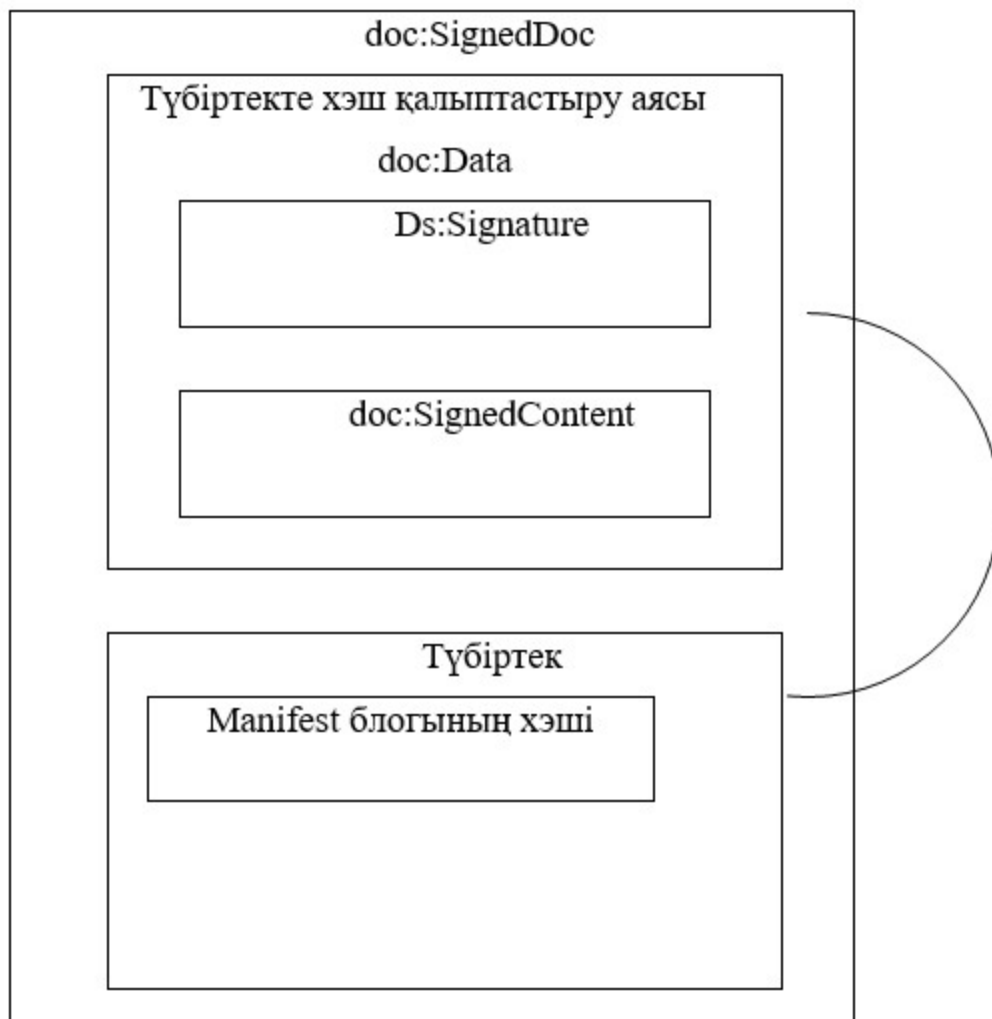 doc:SignedDoc
Түбіртекте хэш қалыптастыру аясы
doc:Data
Ds:Signature
doc:SignedContent
Түбіртек
Manifest блогының хэші